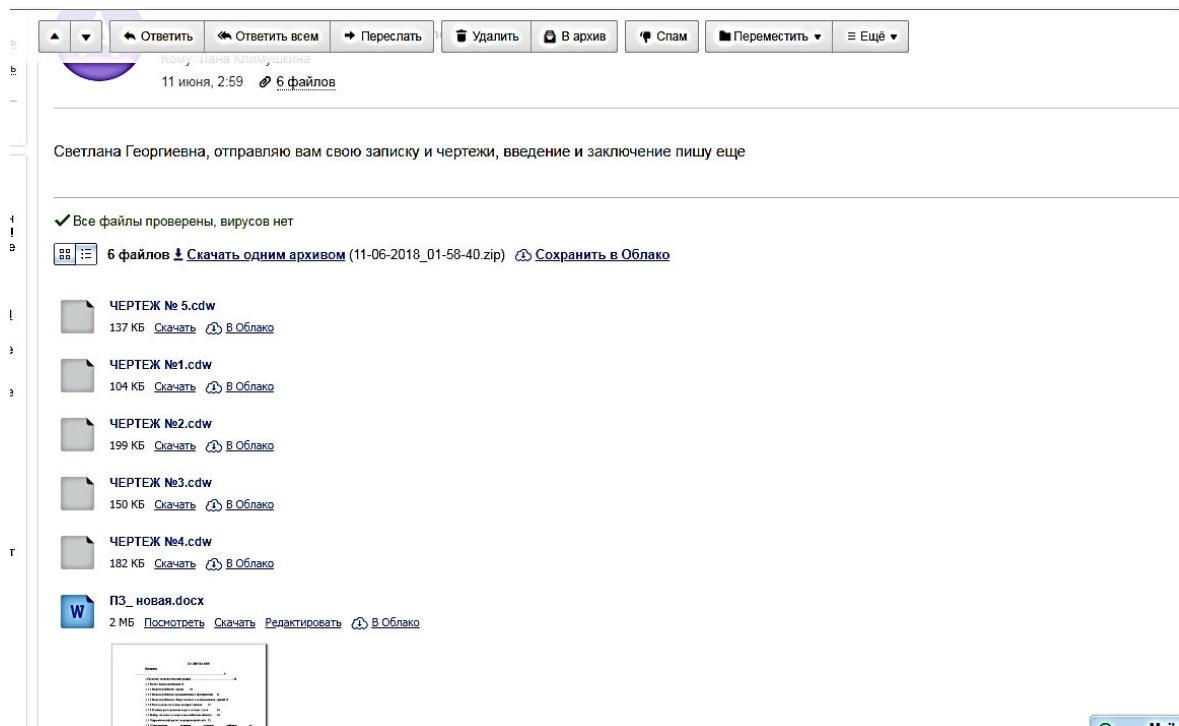 Ответить Ответить всем Переслать Удалить В архив Спам Переместить Ещё
Кому: Лана Климушкина
11 июня, 2:59 6 файлов
Светлана Георгиевна, отправляю вам свою записку и чертежи, введение и заключение пишу еще
Все файлы проверены, вирусов нет
6 файлов Скачать одним архивом (11-06-2018_01-58-40.zip) Сохранить в Облако
ЧЕРТЕЖ № 5.cdw
137 КБ Скачать В Облако
ЧЕРТЕЖ №1.cdw
104 КБ Скачать В Облако
ЧЕРТЕЖ №2.cdw
199 КБ Скачать В Облако
ЧЕРТЕЖ №3.cdw
150 КБ Скачать В Облако
ЧЕРТЕЖ №4.cdw
182 КБ Скачать В Облако
ПЗ_ новая.docx
W
2 МБ Посмотреть Скачать Редактировать В Облако